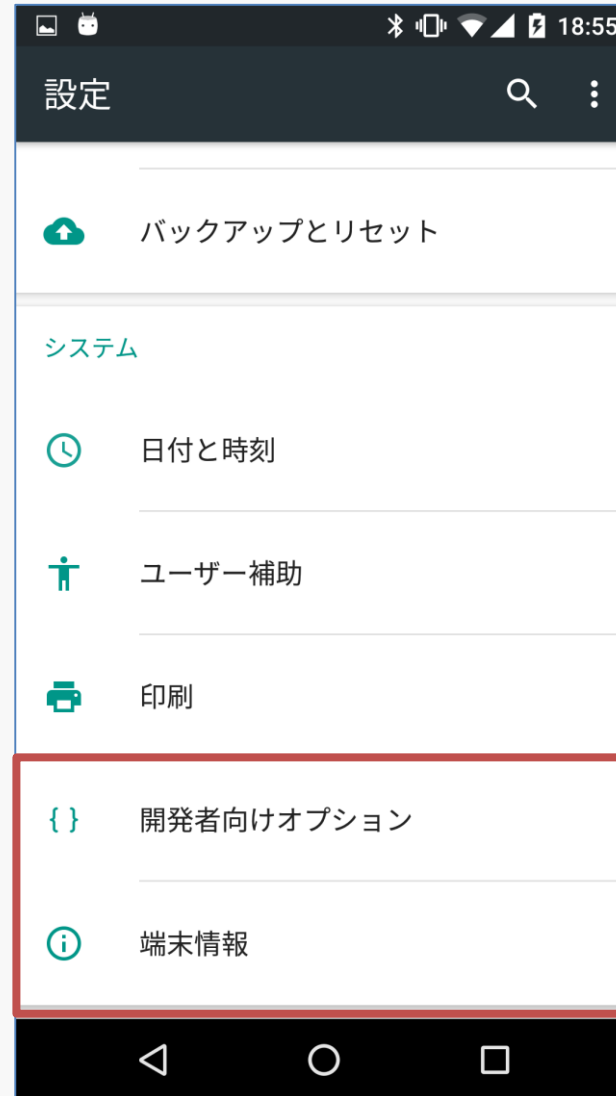 18:55
設定
バックアップとリセット
システム
日付と時刻
ユーザー補助
印刷
{ } 開発者向けオプション
端末情報